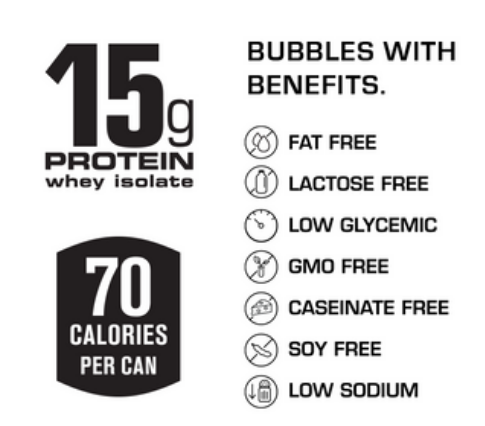 15g
PROTEIN
whey isolate
70
CALORIES
PER CAN
BUBBLES WITH
BENEFITS.
FAT FREE
LACTOSE FREE
LOW GLYCEMIC
GMO FREE
CASEINATE FREE
SOY FREE
LOW SODIUM